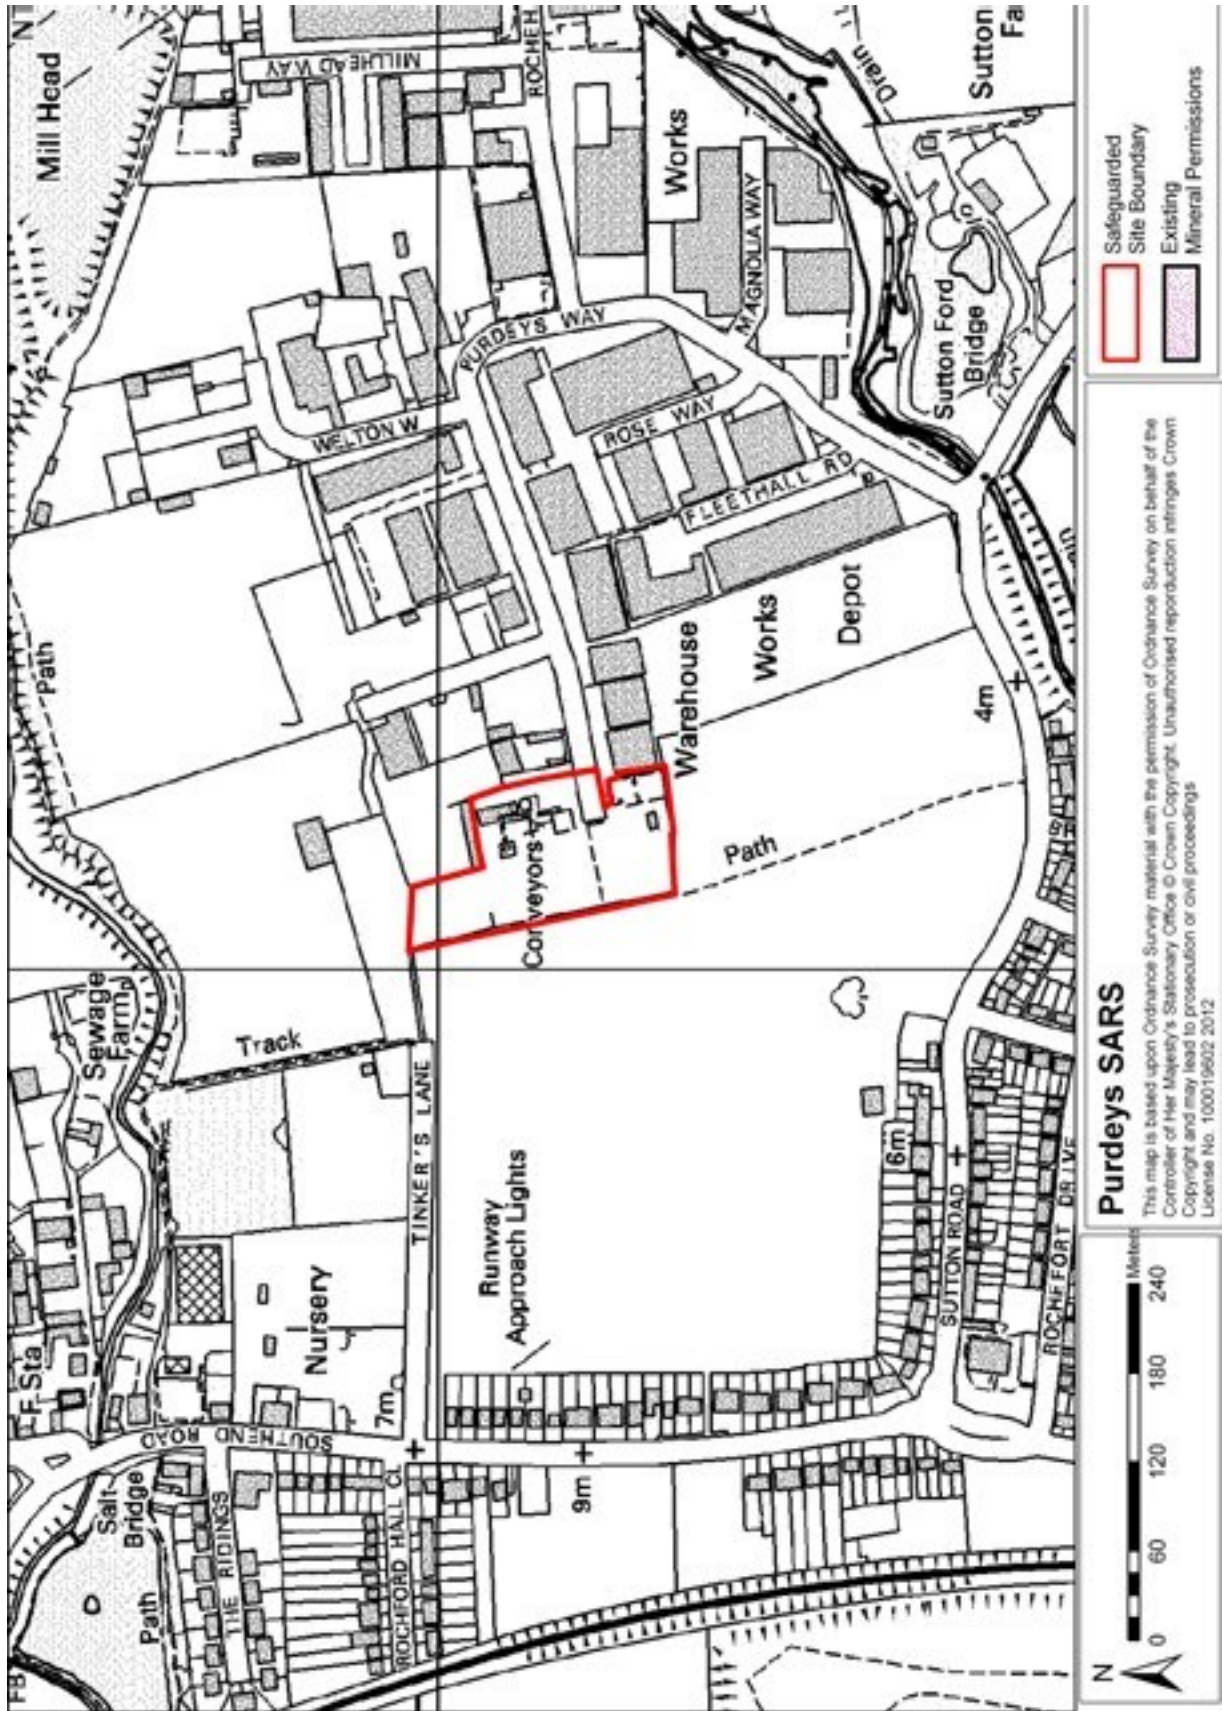 Mill Head
MILLHEAD WAY
ROCHEH
Drain
Sutton
Fa
Works
MAGNOLIA WAY
Sutton Ford
Bridge
PURDEYS WAY
WELTON W
ROSE WAY
FLEETHALL RD
Path
Warehouse
Works
Depot
4m
Conveyors
Path
Sewage
Farm
Track
TINKER'S LANE
Runway
Approach Lights
6m
SUTTON ROAD
ROCHEFORT DRIVE
F Sta
Nursery
7m
SOUTHEND ROAD
Salt-
Bridge
THE RIDINGS
ROCHFORD HALL CL
9m
Path
FB
N
0 60 120 180 240
Meters
Purdeys SARS
This map is based upon Ordnance Survey material with the permission of Ordnance Survey on behalf of the
Controller of Her Majesty's Stationary Office © Crown Copyright. Unauthorised reporduction infringes Crown
Copyright and may lead to prosecution or civil proceedings
License No. 100019602 2012
Safeguarded
Site Boundary
Existing
Mineral Permissions